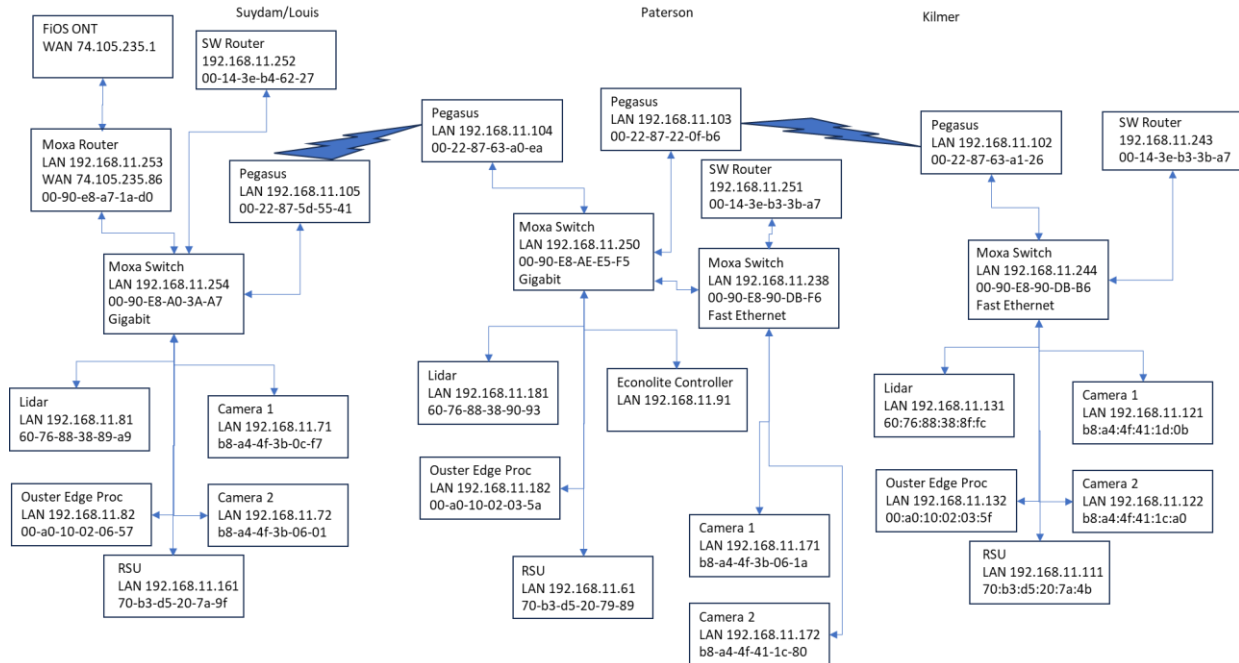 Suydam/Louis
Paterson
Kilmer
FiOS ONT
WAN 74.105.235.1
SW Router
192.168.11.252
00-14-3e-b4-62-27
Moxa Router
LAN 192.168.11.253
WAN 74.105.235.86
00-90-e8-a7-1a-d0
Pegasus
LAN 192.168.11.105
00-22-87-5d-55-41
Moxa Switch
LAN 192.168.11.254
00-90-E8-A0-3A-A7
Gigabit
Lidar
LAN 192.168.11.81
60-76-88-38-89-a9
Camera 1
LAN 192.168.11.71
b8-a4-4f-3b-0c-f7
Ouster Edge Proc
LAN 192.168.11.82
00-a0-10-02-06-57
Camera 2
LAN 192.168.11.72
b8-a4-4f-3b-06-01
RSU
LAN 192.168.11.161
70-b3-d5-20-7a-9f
Pegasus
LAN 192.168.11.104
00-22-87-63-a0-ea
Pegasus
LAN 192.168.11.103
00-22-87-22-0f-b6
SW Router
192.168.11.251
00-14-3e-b3-3b-a7
Moxa Switch
LAN 192.168.11.250
00-90-E8-AE-E5-F5
Gigabit
Moxa Switch
LAN 192.168.11.238
00-90-E8-90-DB-F6
Fast Ethernet
Lidar
LAN 192.168.11.181
60-76-88-38-90-93
Econolite Controller
LAN 192.168.11.91
Ouster Edge Proc
LAN 192.168.11.182
00-a0-10-02-03-5a
RSU
LAN 192.168.11.61
70-b3-d5-20-79-89
Camera 1
LAN 192.168.11.171
b8-a4-4f-3b-06-1a
Camera 2
LAN 192.168.11.172
b8-a4-4f-41-1c-80
Pegasus
LAN 192.168.11.102
00-22-87-63-a1-26
SW Router
192.168.11.243
00-14-3e-b3-3b-a7
Moxa Switch
LAN 192.168.11.244
00-90-E8-90-DB-B6
Fast Ethernet
Lidar
LAN 192.168.11.131
60:76:88:38:8f:fc
Camera 1
LAN 192.168.11.121
b8:a4:4f:41:1d:0b
Ouster Edge Proc
LAN 192.168.11.132
00:a0:10:02:03:5f
Camera 2
LAN 192.168.11.122
b8:a4:4f:41:1c:a0
RSU
LAN 192.168.11.111
70:b3:d5:20:7a:4b